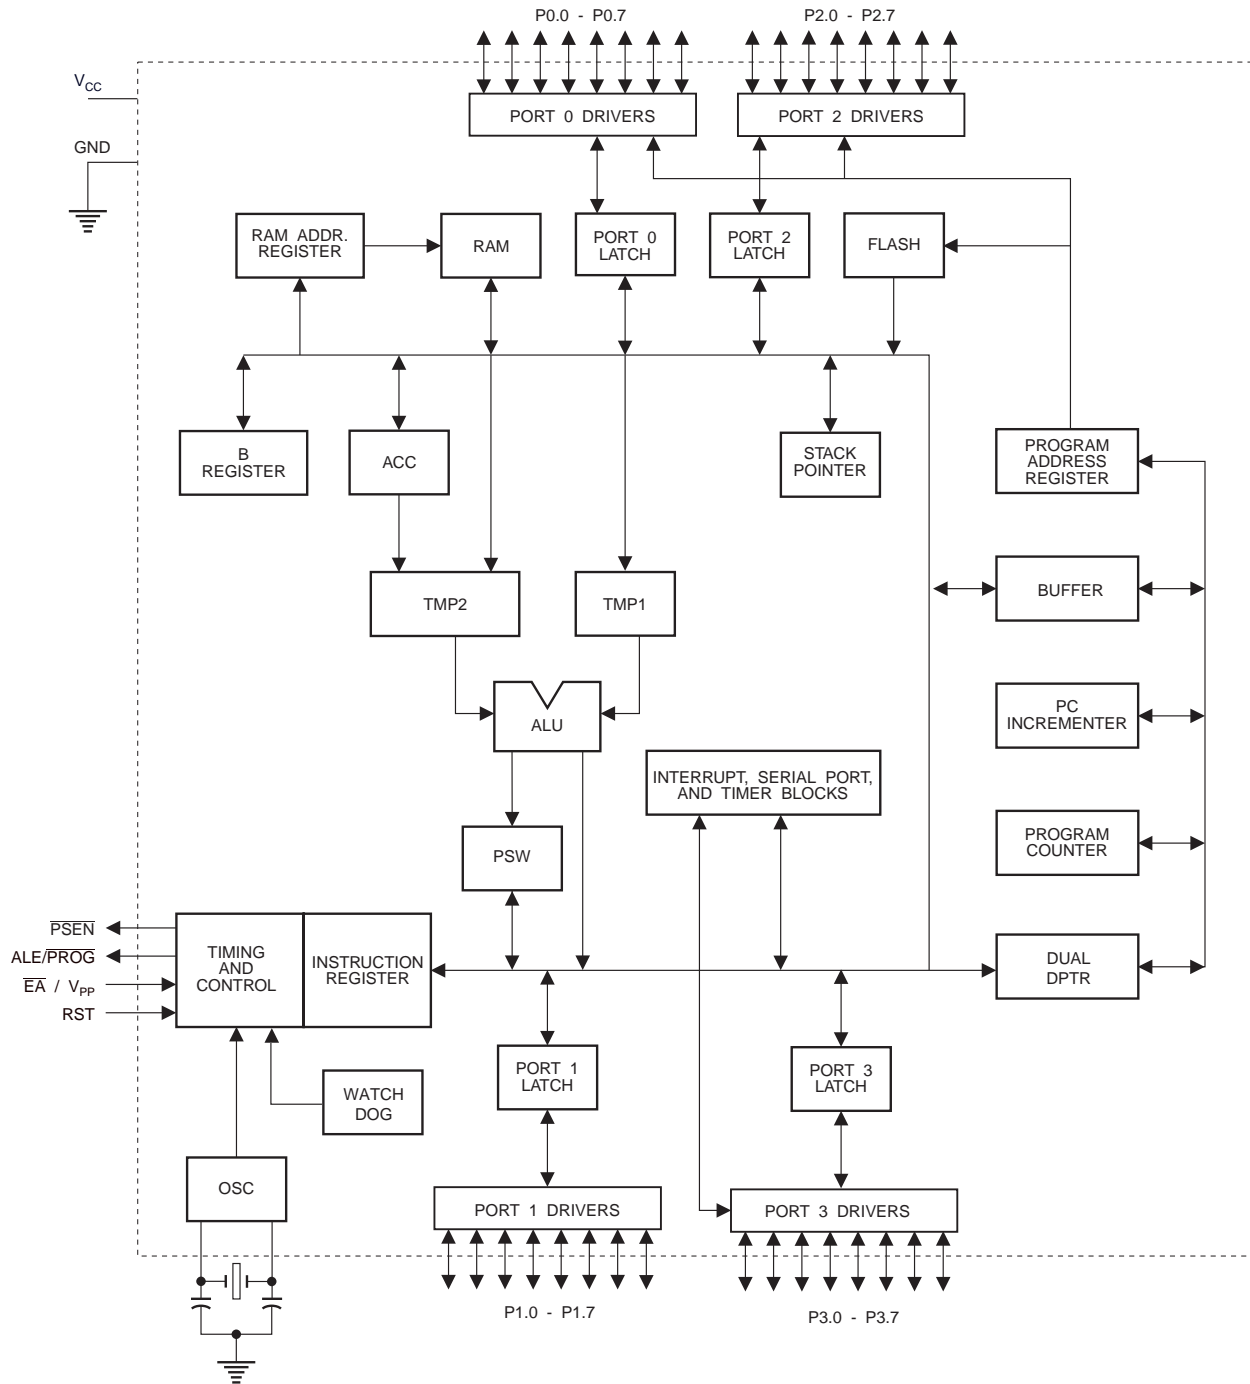 P0.0 - P0.7
P2.0 - P2.7
VCC
GND
PORT 0 DRIVERS
PORT 2 DRIVERS
RAM ADDR.
REGISTER
RAM
PORT 0
LATCH
PORT 2
LATCH
FLASH
B
REGISTER
ACC
STACK
POINTER
PROGRAM
ADDRESS
REGISTER
TMP2
TMP1
BUFFER
ALU
PC
INCREMENTER
INTERRUPT, SERIAL PORT,
AND TIMER BLOCKS
PSW
PROGRAM
COUNTER
PSEN
ALE/PROG
EA / VPP
RST
TIMING
AND
CONTROL
INSTRUCTION
REGISTER
DUAL
DPTR
WATCH
DOG
PORT 1
LATCH
PORT 3
LATCH
OSC
PORT 1 DRIVERS
PORT 3 DRIVERS
P1.0 - P1.7
P3.0 - P3.7